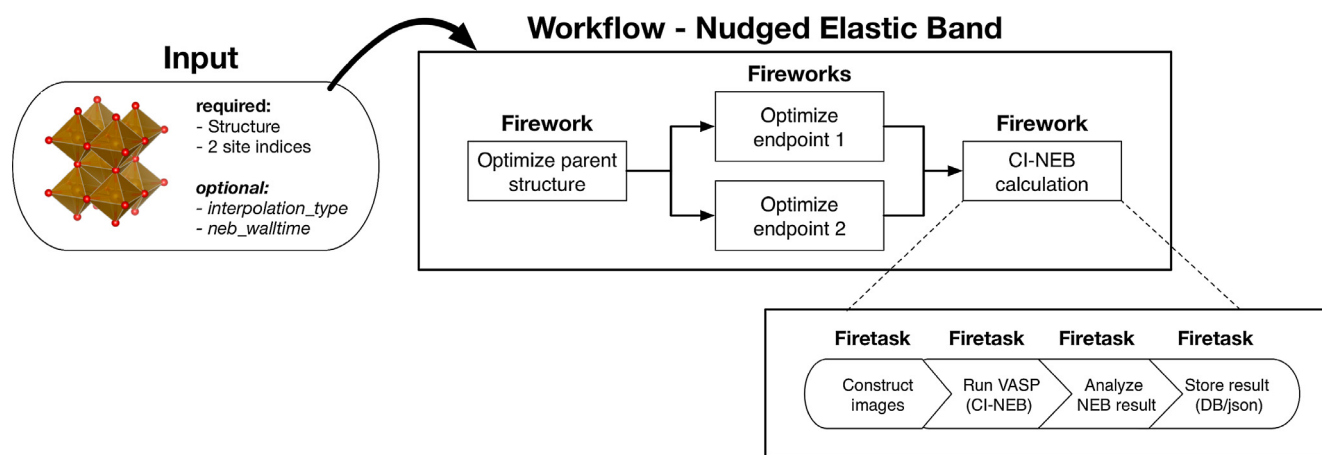 Input
required:
- Structure
- 2 site indices
optional:
- interpolation_type
- neb_walltime
Workflow - Nudged Elastic Band
Firework
Optimize parent
structure
Fireworks
Optimize
endpoint 1
Optimize
endpoint 2
Firework
CI-NEB
calculation
Firetask
Construct
images
Firetask
Run VASP
(CI-NEB)
Firetask
Analyze
NEB result
Firetask
Store result
(DB/json)